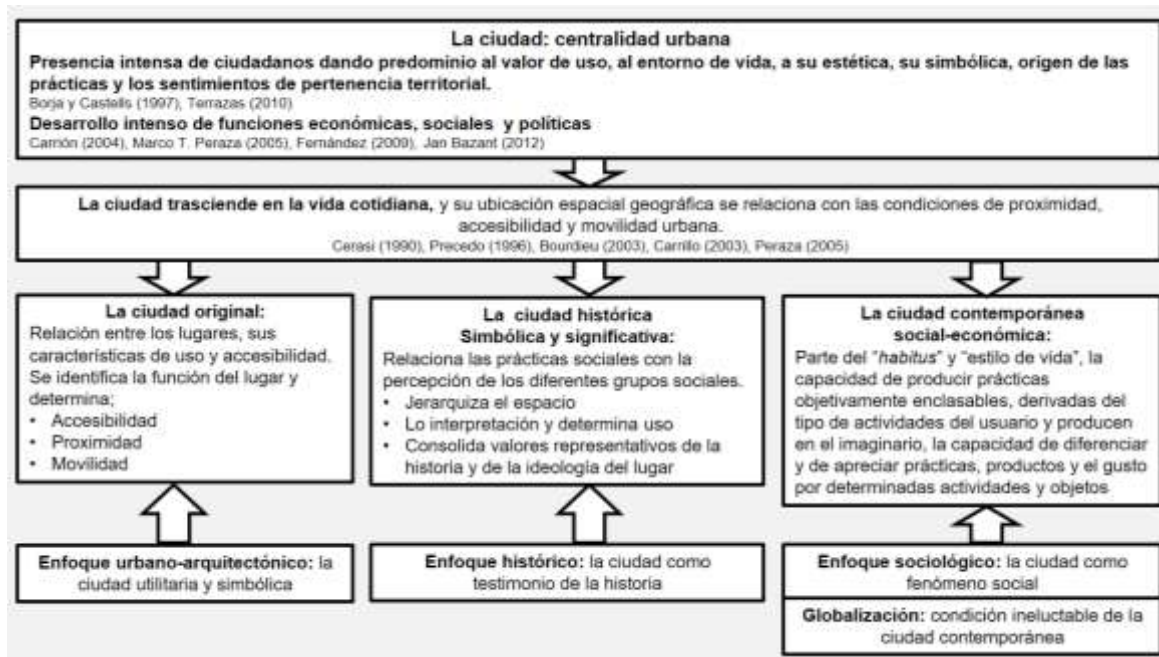 La ciudad: centralidad urbana
Presencia intensa de ciudadanos dando predominio al valor de uso, al entorno de vida, a su estética, su simbólica, origen de las
prácticas y los sentimientos de pertenencia territorial.
Borja y Castells (1997), Terrazas (2010)
Desarrollo intenso de funciones económicas, sociales y políticas
Carrión (2004), Marco T. Peraza (2005), Fernández (2009), Jan Bazant (2012)
La ciudad trasciende en la vida cotidiana, y su ubicación espacial geográfica se relaciona con las condiciones de proximidad,
accesibilidad y movilidad urbana.
Cerasi (1990), Precedo (1996), Bourdieu (2003), Carrillo (2003), Peraza (2005)
La ciudad original:
Relación entre los lugares, sus
características de uso y accesibilidad.
Se identifica la función del lugar y
determina;
• Accesibilidad
• Proximidad
• Movilidad
La ciudad histórica
Simbólica y significativa:
Relaciona las prácticas sociales con la
percepción de los diferentes grupos sociales.
• Jerarquiza el espacio
• Lo interpretación y determina uso
• Consolida valores representativos de la
historia y de la ideología del lugar
La ciudad contemporánea
social-económica:
Parte del "habitus" y "estilo de vida", la
capacidad de producir prácticas
objetivamente enclasables, derivadas del
tipo de actividades del usuario y producen
en el imaginario, la capacidad de diferenciar
y de apreciar prácticas, productos y el gusto
por determinadas actividades y objetos
Enfoque urbano-arquitectónico: la
ciudad utilitaria y simbólica
Enfoque histórico: la ciudad como
testimonio de la historia
Enfoque sociológico: la ciudad como
fenómeno social
Globalización: condición ineluctable de la
ciudad contemporánea